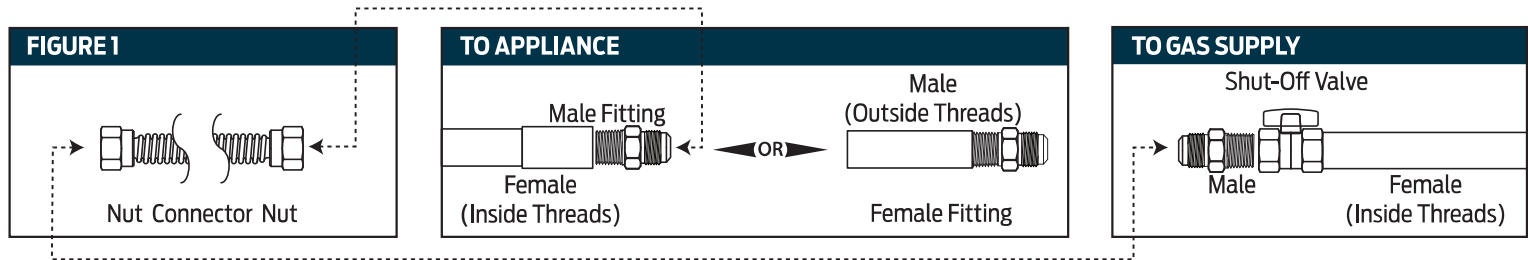 FIGURE 1
Nut Connector Nut
TO APPLIANCE
Male Fitting
Female
(Inside Threads)
OR
Male
(Outside Threads)
Female Fitting
TO GAS SUPPLY
Shut-Off Valve
Male
Female
(Inside Threads)